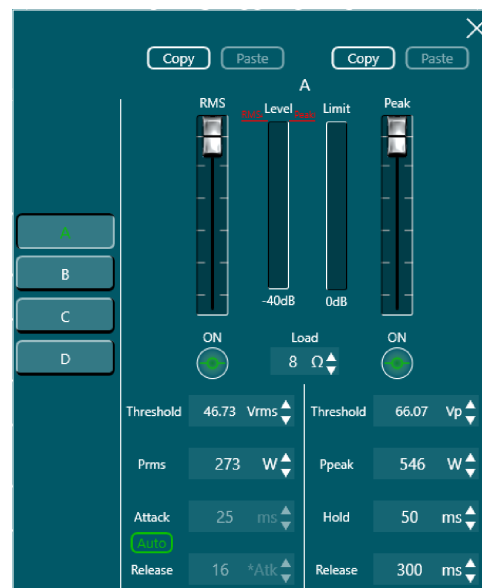 Copy Paste Copy Paste
A
RMS Level Limit Peak
RMS Peak
A
B
C
D
-40dB 0dB
ON Load ON
8 Ω
Threshold 46.73 Vrms Threshold 66.07 Vp
Prms 273 W Ppeak 546 W
Attack 25 ms Hold 50 ms
Auto
Release 16 *Atk Release 300 ms